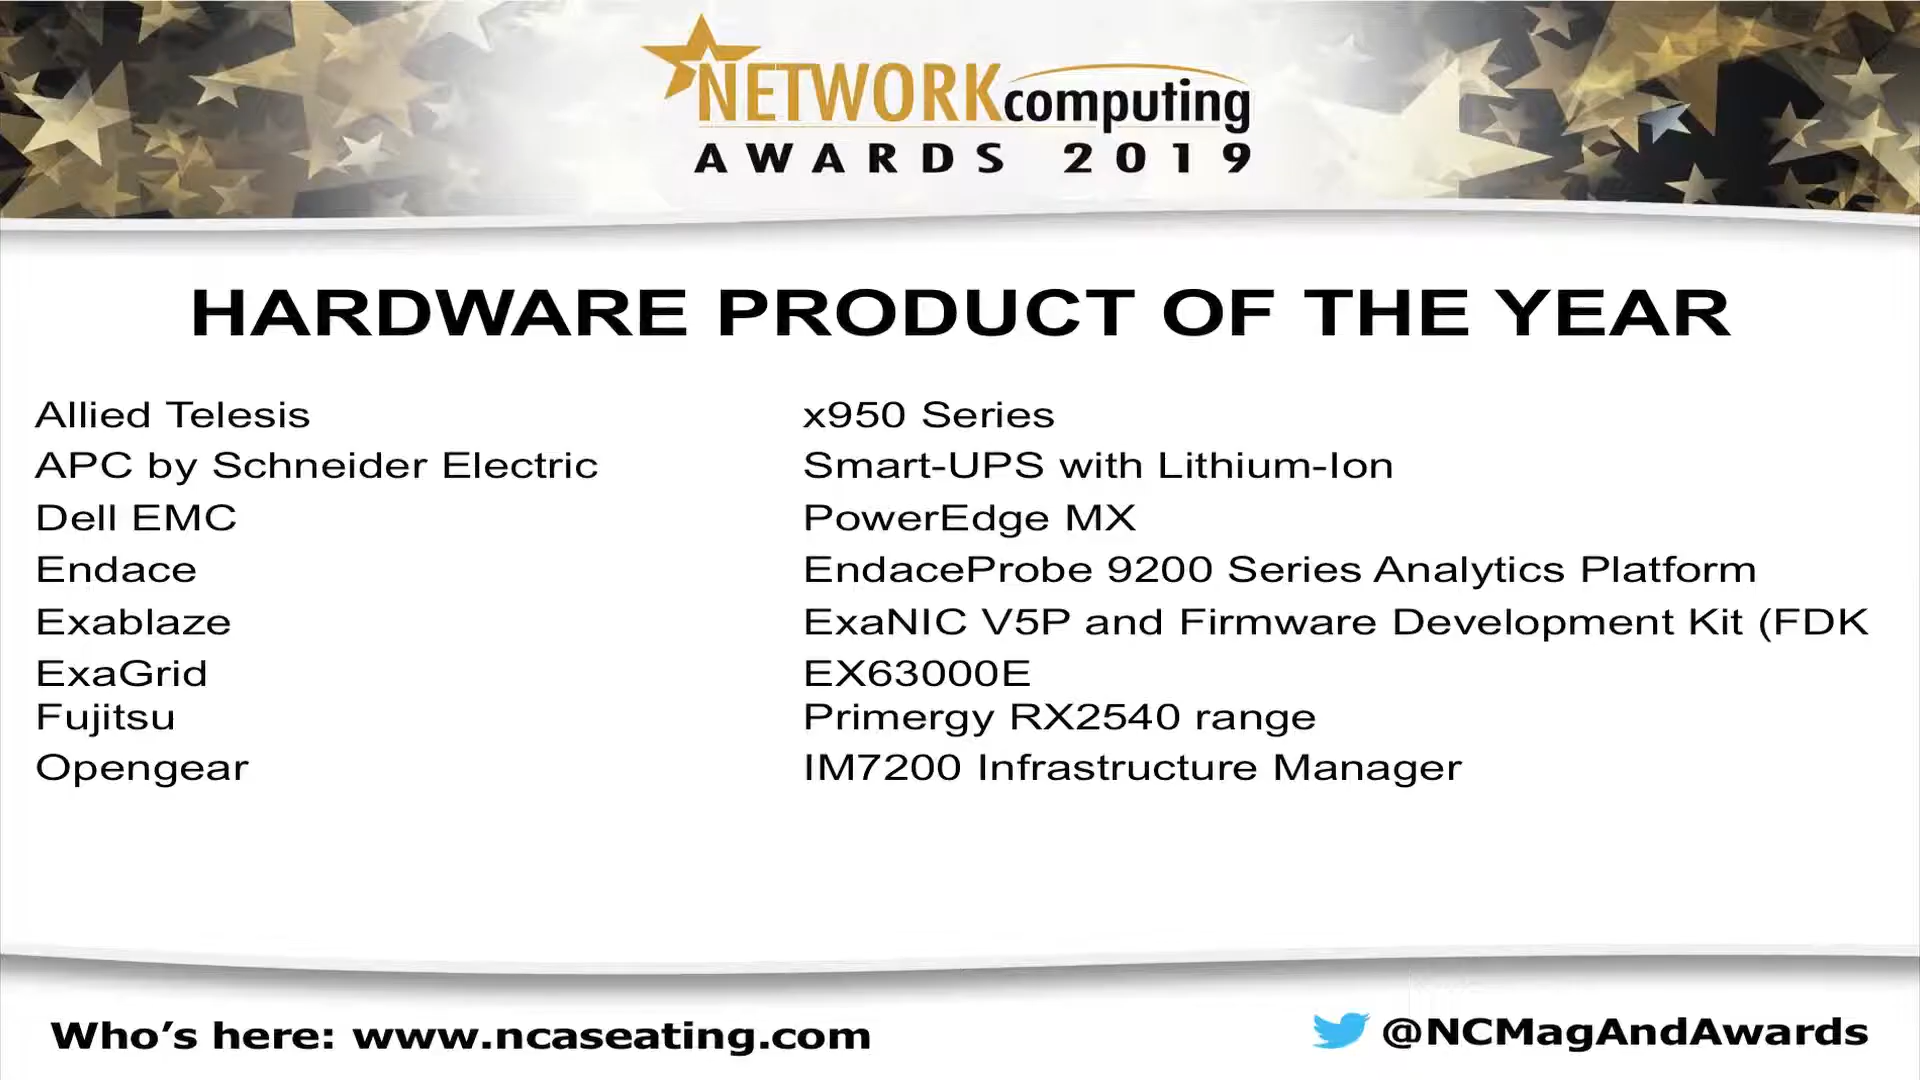 NETWORKcomputing
AWARDS 2019
HARDWARE PRODUCT OF THE YEAR
Allied Telesis x950 Series
APC by Schneider Electric Smart-UPS with Lithium-Ion
Dell EMC PowerEdge MX
Endace EndaceProbe 9200 Series Analytics Platform
Exablaze ExaNIC V5P and Firmware Development Kit (FDK
ExaGrid EX63000E
Fujitsu Primergy RX2540 range
Opengear IM7200 Infrastructure Manager
Who’s here: www.ncaseating.com @NCMagAndAwards